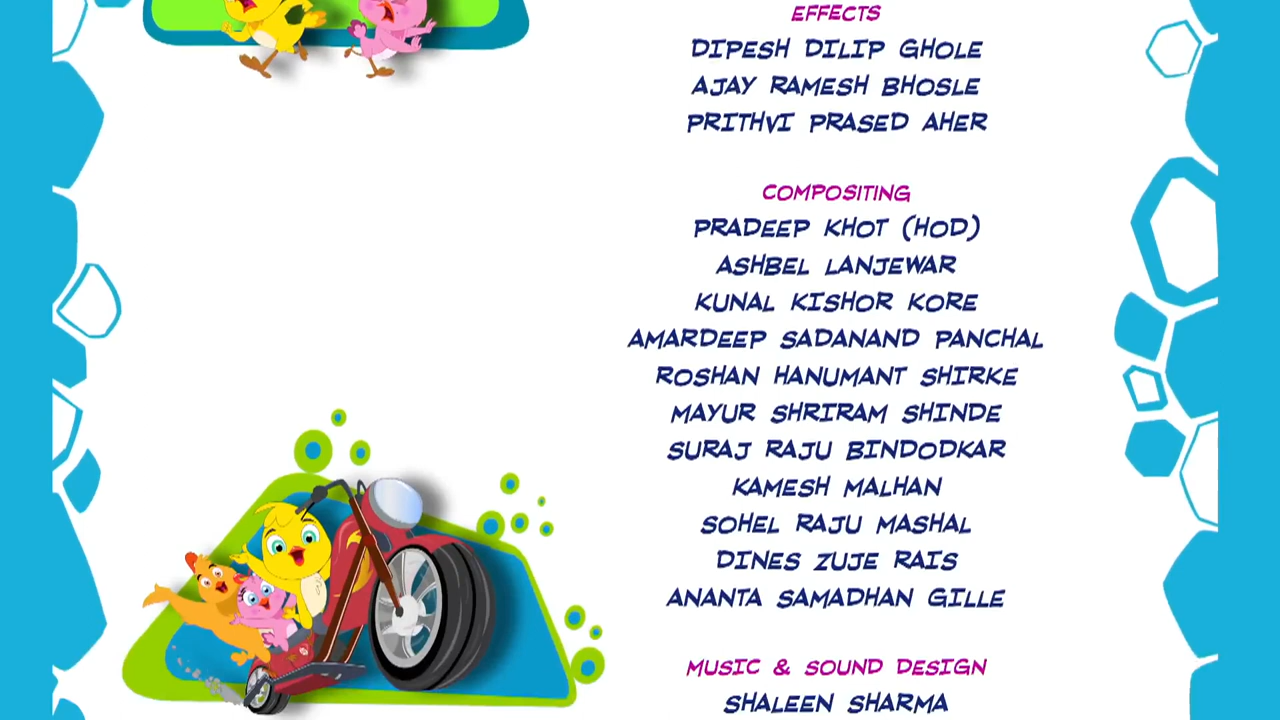 EFFECTS
DIPESH DILIP GHOLE
AJAY RAMESH BHOSLE
PRITHVI PRASED AHER
COMPOSITING
PRADEEP KHOT (HOD)
ASHBEL LANJEWAR
KUNAL KISHOR KORE
AMARDEEP SADANAND PANCHAL
ROSHAN HANUMANT SHIRKE
MAYUR SHRIRAM SHINDE
SURAJ RAJU BINDODKAR
KAMESH MALHAN
SOHEL RAJU MASHAL
DINES ZUJE RAIS
ANANTA SAMADHAN GILLE
MUSIC & SOUND DESIGN
SHALEEN SHARMA